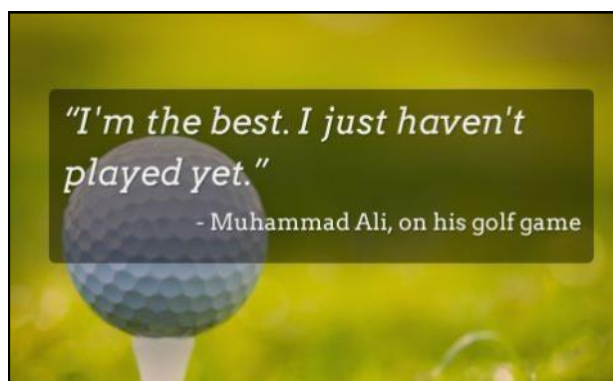 “I'm the best. I just haven't
played yet.”
- Muhammad Ali, on his golf game